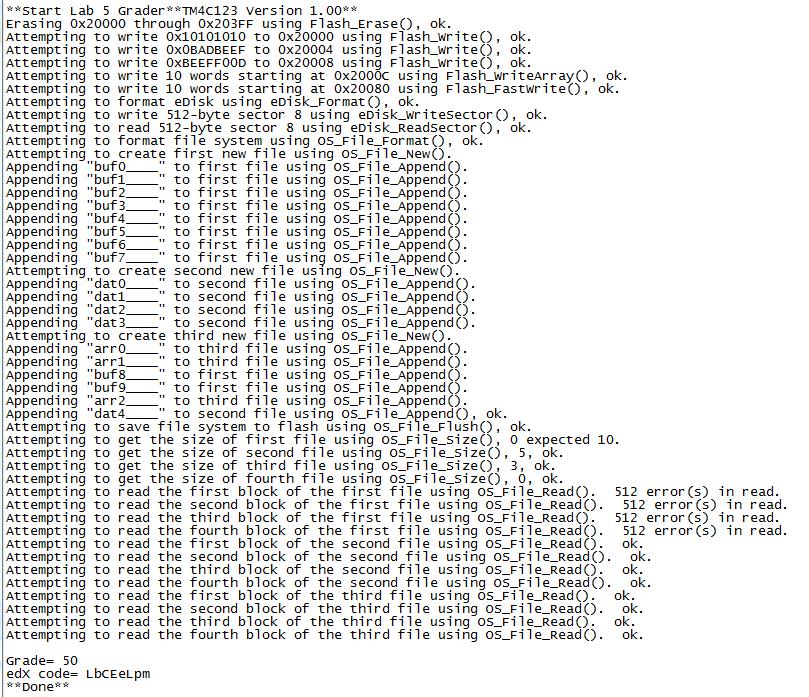 **Start Lab 5 Grader**TM4C123 Version 1.00**
Erasing 0x20000 through 0x203FF using Flash_Erase(), ok.
Attempting to write 0x10101010 to 0x20000 using Flash_Write(), ok.
Attempting to write 0x0BADBEEF to 0x20004 using Flash_Write(), ok.
Attempting to write 0xBEEFF00D to 0x20008 using Flash_Write(), ok.
Attempting to write 10 words starting at 0x2000C using Flash_WriteArray(), ok.
Attempting to write 10 words starting at 0x20080 using Flash_FastWrite(), ok.
Attempting to format eDisk using eDisk_Format(), ok.
Attempting to write 512-byte sector 8 using eDisk_WriteSector(), ok.
Attempting to read 512-byte sector 8 using eDisk_ReadSector(), ok.
Attempting to format file system using OS_File_Format(), ok.
Attempting to create first new file using OS_File_New().
Appending "buf0____" to first file using OS_File_Append().
Appending "buf1____" to first file using OS_File_Append().
Appending "buf2____" to first file using OS_File_Append().
Appending "buf3____" to first file using OS_File_Append().
Appending "buf4____" to first file using OS_File_Append().
Appending "buf5____" to first file using OS_File_Append().
Appending "buf6____" to first file using OS_File_Append().
Appending "buf7____" to first file using OS_File_Append().
Attempting to create second new file using OS_File_New().
Appending "dat0____" to second file using OS_File_Append().
Appending "dat1____" to second file using OS_File_Append().
Appending "dat2____" to second file using OS_File_Append().
Appending "dat3____" to second file using OS_File_Append().
Attempting to create third new file using OS_File_New().
Appending "arr0____" to third file using OS_File_Append().
Appending "arr1____" to third file using OS_File_Append().
Appending "buf8____" to first file using OS_File_Append().
Appending "buf9____" to first file using OS_File_Append().
Appending "arr2____" to third file using OS_File_Append().
Appending "dat4____" to second file using OS_File_Append(), ok.
Attempting to save file system to flash using OS_File_Flush(), ok.
Attempting to get the size of first file using OS_File_Size(), 0 expected 10.
Attempting to get the size of second file using OS_File_Size(), 5, ok.
Attempting to get the size of third file using OS_File_Size(), 3, ok.
Attempting to get the size of fourth file using OS_File_Size(), 0, ok.
Attempting to read the first block of the first file using OS_File_Read().  512 error(s) in read.
Attempting to read the second block of the first file using OS_File_Read().  512 error(s) in read.
Attempting to read the third block of the first file using OS_File_Read().  512 error(s) in read.
Attempting to read the fourth block of the first file using OS_File_Read().  512 error(s) in read.
Attempting to read the first block of the second file using OS_File_Read().  ok.
Attempting to read the second block of the second file using OS_File_Read().  ok.
Attempting to read the third block of the second file using OS_File_Read().  ok.
Attempting to read the fourth block of the second file using OS_File_Read().  ok.
Attempting to read the first block of the third file using OS_File_Read().  ok.
Attempting to read the second block of the third file using OS_File_Read().  ok.
Attempting to read the third block of the third file using OS_File_Read().  ok.
Attempting to read the fourth block of the third file using OS_File_Read().  ok.
Grade= 50
edX code= LbCEeLpm
**Done**